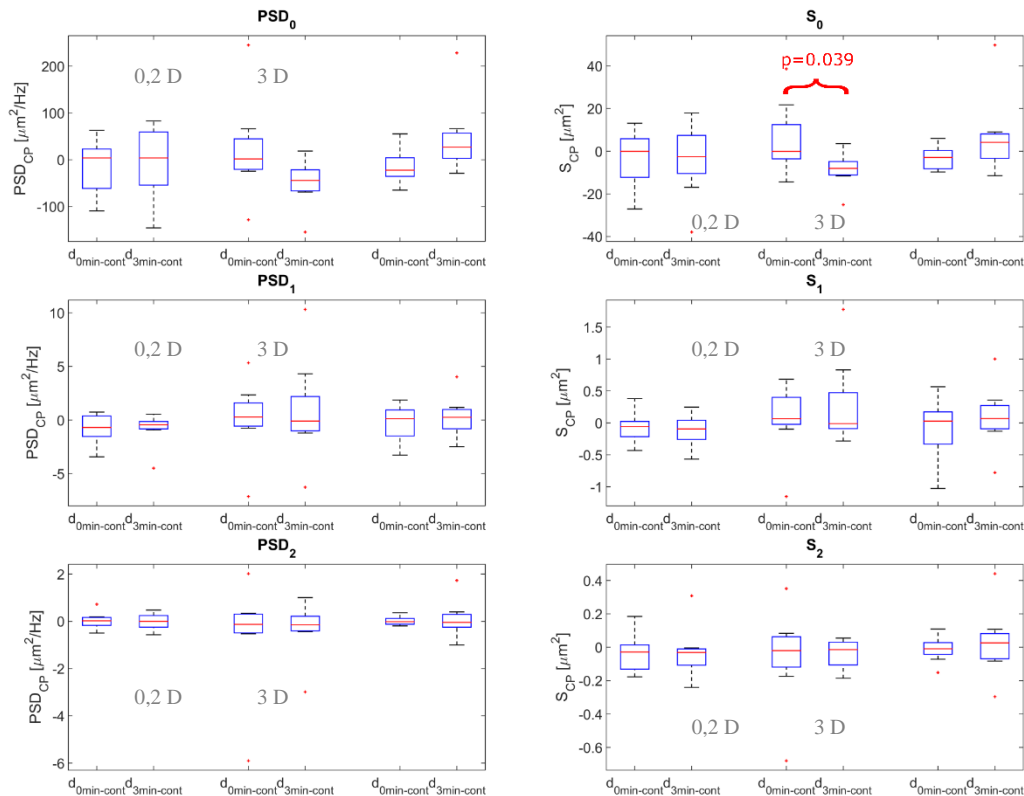 PSD0
200
100
0
-100
PSDCP [μm2/Hz]
0,2 D
3 D
d0min-cont d3min-cont d0min-cont d3min-cont d0min-cont d3min-cont
S0
40
20
0
-20
-40
SCP [μm2]
p=0.039
0,2 D
3 D
d0min-cont d3min-cont d0min-cont d3min-cont d0min-cont d3min-cont
PSD1
10
5
0
-5
PSDCP [μm2/Hz]
0,2 D
3 D
d0min-cont d3min-cont d0min-cont d3min-cont d0min-cont d3min-cont
S1
1.5
1
0.5
0
-0.5
-1
SCP [μm2]
0,2 D
3 D
d0min-cont d3min-cont d0min-cont d3min-cont d0min-cont d3min-cont
PSD2
2
0
-2
-4
-6
PSDCP [μm2/Hz]
0,2 D
3 D
d0min-cont d3min-cont d0min-cont d3min-cont d0min-cont d3min-cont
S2
0.4
0.2
0
-0.2
-0.4
-0.6
SCP [μm2]
0,2 D
3 D
d0min-cont d3min-cont d0min-cont d3min-cont d0min-cont d3min-cont